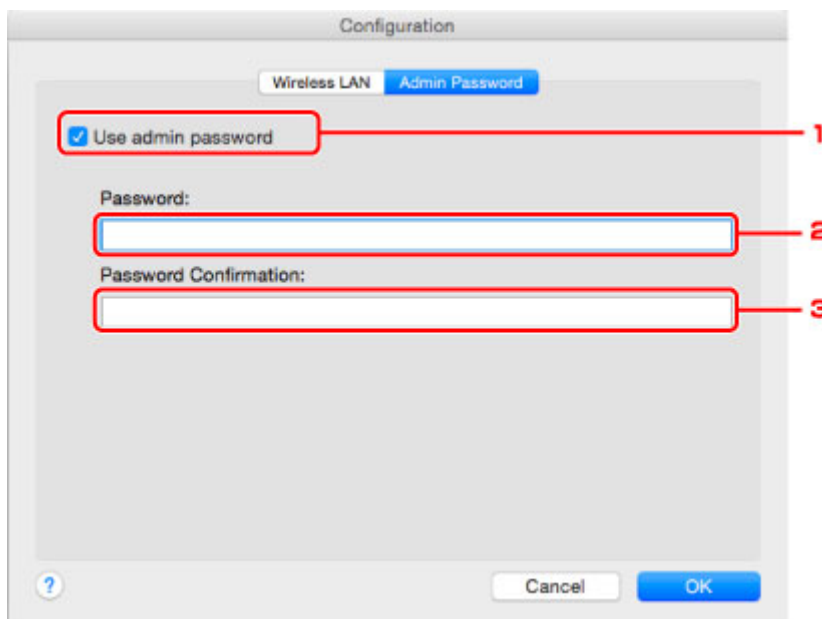 Configuration
Wireless LAN Admin Password
Use admin password
1
Password:
2
Password Confirmation:
3
?
Cancel OK